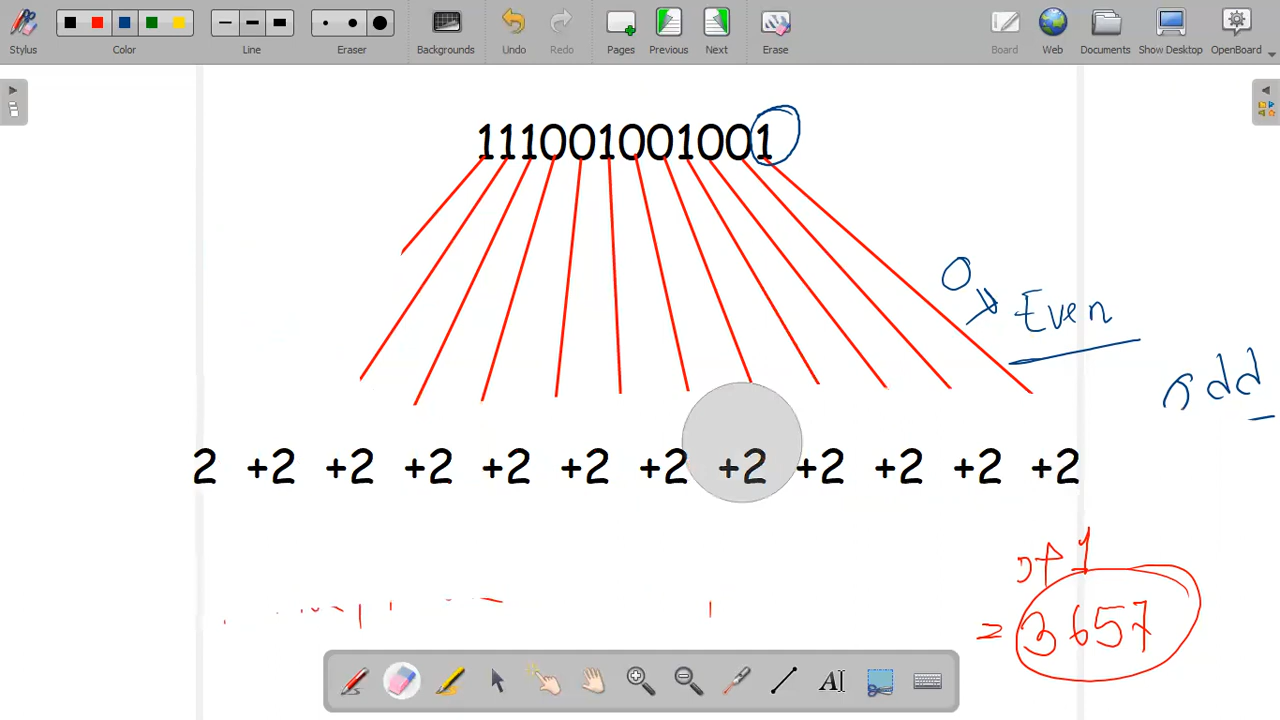 Stylus Color Line Eraser Backgrounds Undo Redo Pages Previous Next Erase Board Web Documents Show Desktop OpenBoard
111001001001
0
Even
odd
2 +2 +2 +2 +2 +2 +2 +2 +2 +2 +2 +2
= 3657